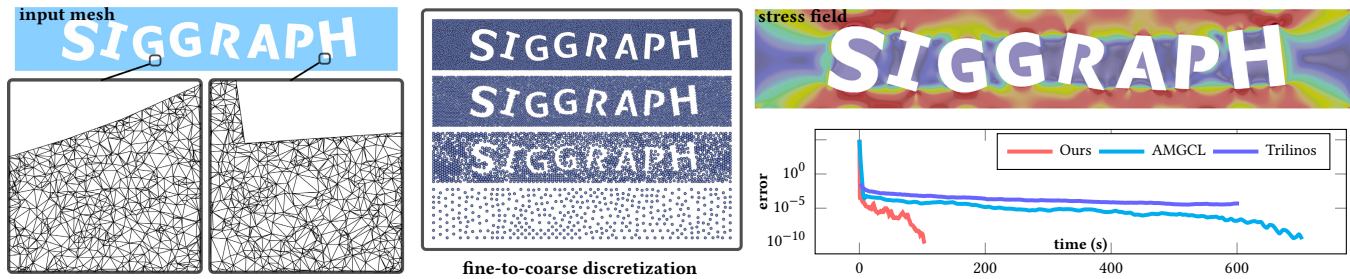 input mesh
SIGGRAPH
SIGGRAPH
SIGGRAPH
SIGGRAPH
fine-to-coarse discretization
stress field
SIGGRAPH
Ours
AMGCL
Trilinos
error
10^0
10^-5
10^-10
time (s)
0
200
400
600